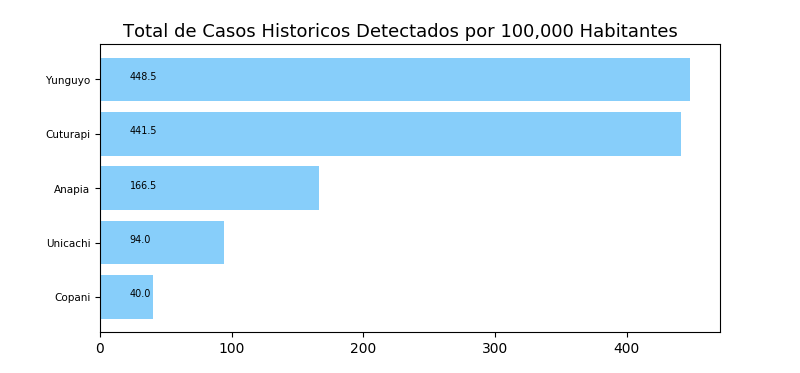 Total de Casos Historicos Detectados por 100,000 Habitantes
Yunguyo 448.5
Cuturapi 441.5
Anapia 166.5
Unicachi 94.0
Copani 40.0
0 100 200 300 400